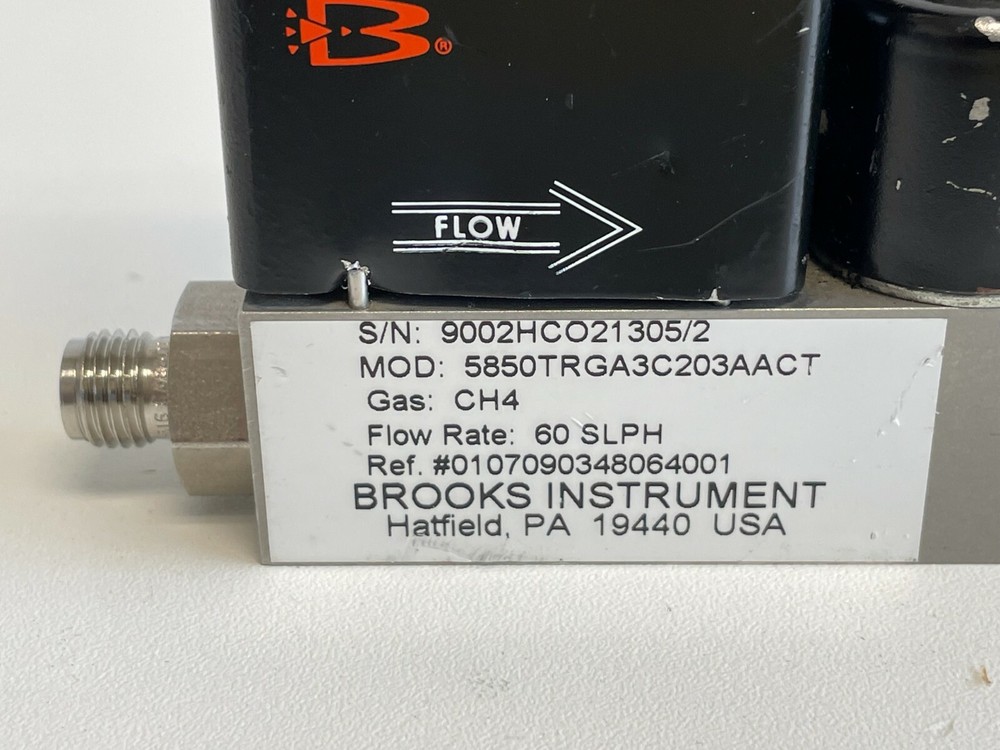 B®
FLOW
S/N: 9002HCO21305/2
MOD: 5850TRGA3C203AACT
Gas: CH4
Flow Rate: 60 SLPH
Ref. #0107090348064001
BROOKS INSTRUMENT
Hatfield, PA 19440 USA